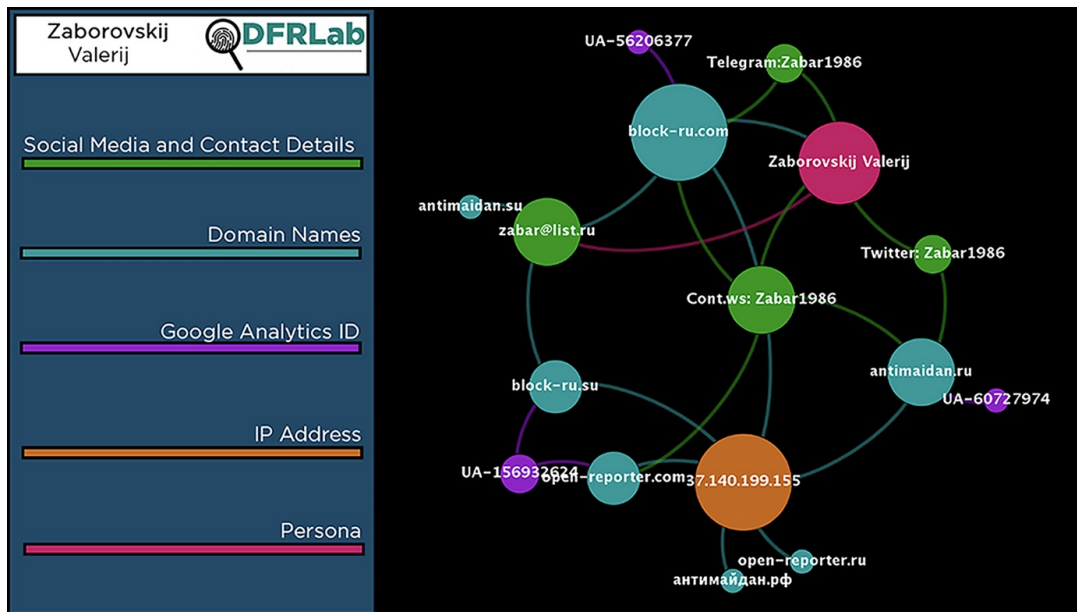 Zaborovskij
Valerij
DFRLab
Social Media and Contact Details
Domain Names
Google Analytics ID
IP Address
Persona
UA-56206377
Telegram:Zabar1986
block-ru.com
Zaborovskij Valerij
antimaidan.su
zabar@list.ru
Twitter: Zabar1986
Cont.ws: Zabar1986
antimaidan.ru
block-ru.su
UA-60727974
UA-156932624
open-reporter.com
37.140.199.155
open-reporter.ru
антимайдан.рф